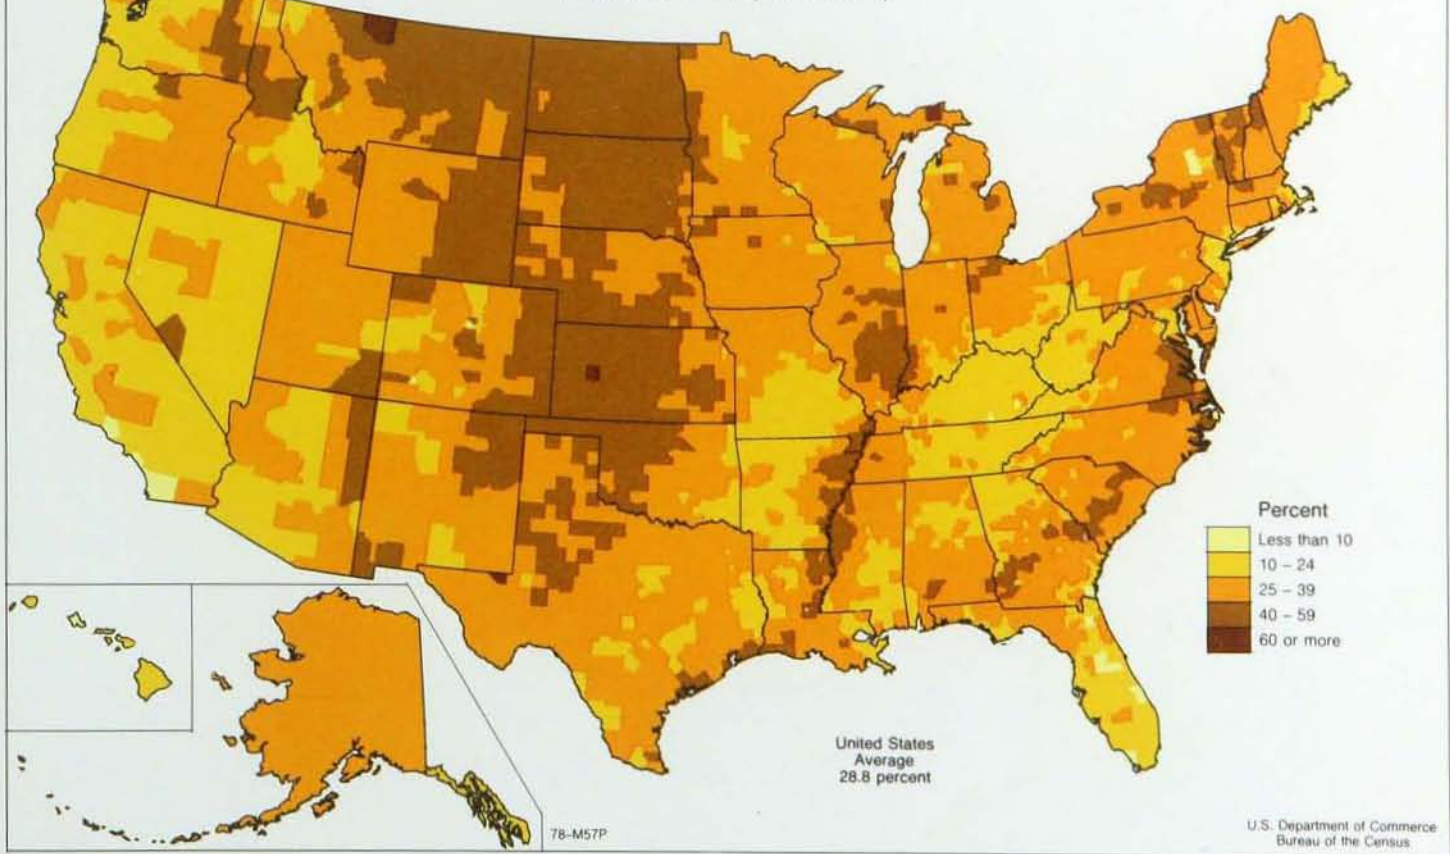 Percent
Less than 10
10 – 24
25 – 39
40 – 59
60 or more
United States
Average
28.8 percent
78–M57P
U.S. Department of Commerce
Bureau of the Census